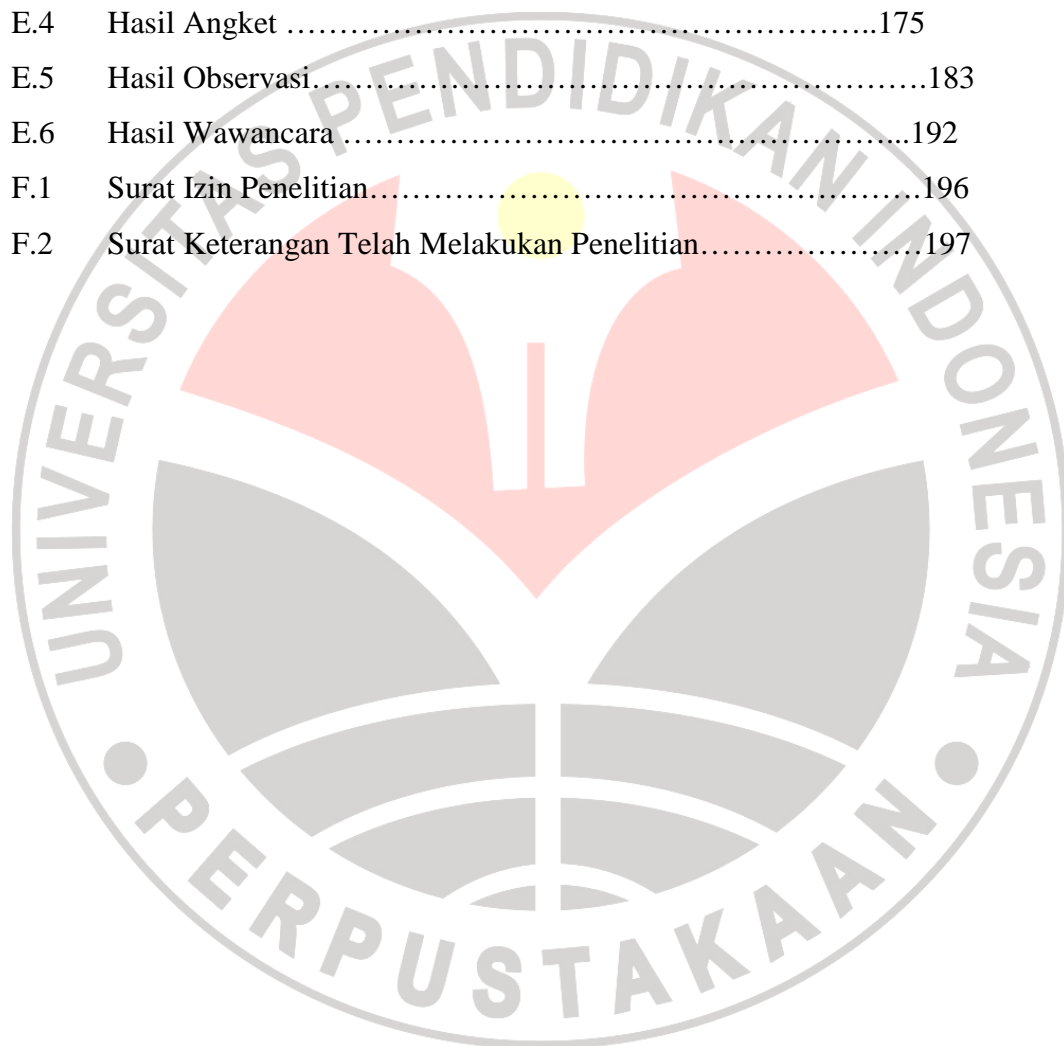 E.4 Hasil Angket …………………………………………………..175
E.5 Hasil Observasi…………………………………………………….183
E.6 Hasil Wawancara ………………………………………………...192
F.1 Surat Izin Penelitian……………………………………………….196
F.2 Surat Keterangan Telah Melakukan Penelitian…………………197
UNIVERSITAS PENDIDIKAN INDONESIA
PERPUSTAKAAN